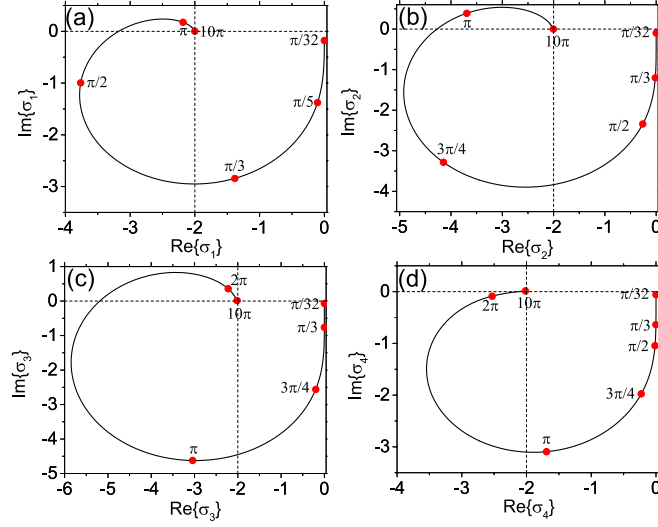 (a)
Im{σ₁}
0
-1
-2
-3
π
10π
π/32
π/2
π/5
π/3
-4 -3 -2 -1 0
Re{σ₁}
(b)
Im{σ₂}
0
-1
-2
-3
-4
π
10π
π/32
π/3
π/2
3π/4
-5 -4 -3 -2 -1 0
Re{σ₂}
(c)
Im{σ₃}
1
0
-1
-2
-3
-4
-5
2π
10π
π/32
π/3
3π/4
π
-6 -5 -4 -3 -2 -1 0
Re{σ₃}
(d)
Im{σ₄}
0
-1
-2
-3
2π
10π
π/32
π/3
π/2
3π/4
π
-4 -3 -2 -1 0
Re{σ₄}